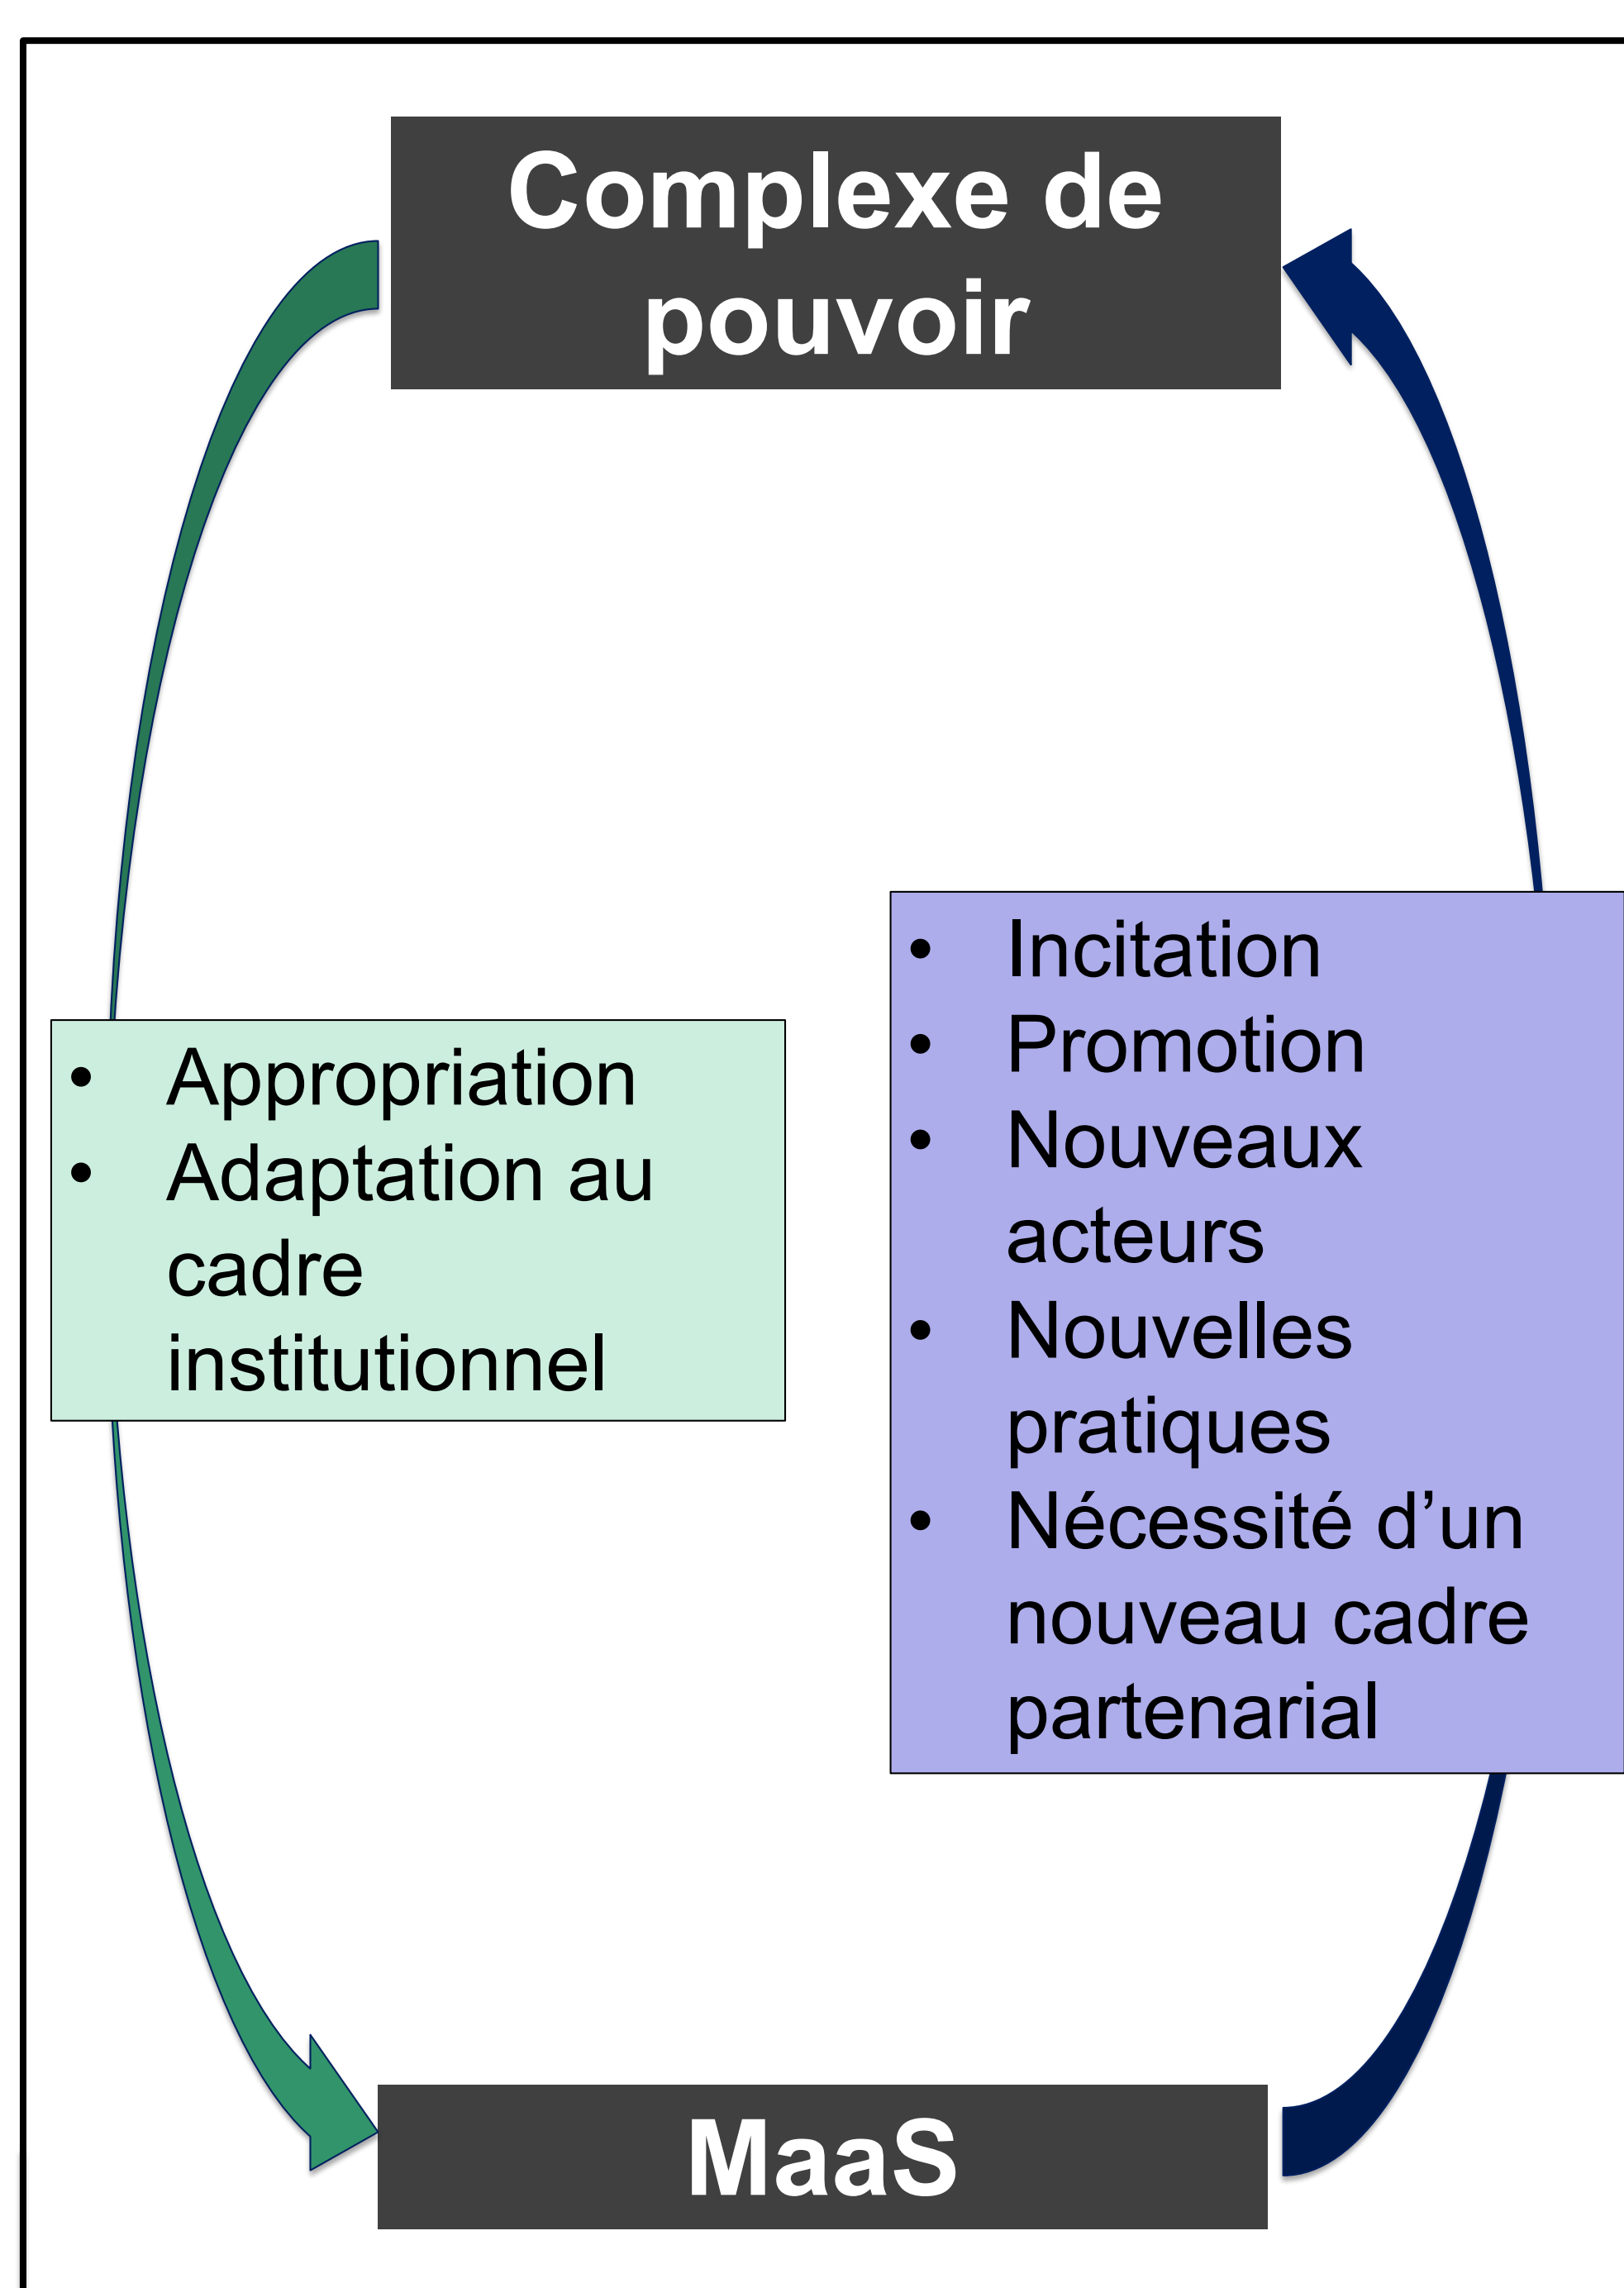 Complexe de
pouvoir
• Appropriation
• Adaptation au
cadre
institutionnel
• Incitation
• Promotion
• Nouveaux
acteurs
• Nouvelles
pratiques
• Nécessité d’un
nouveau cadre
partenarial
MaaS